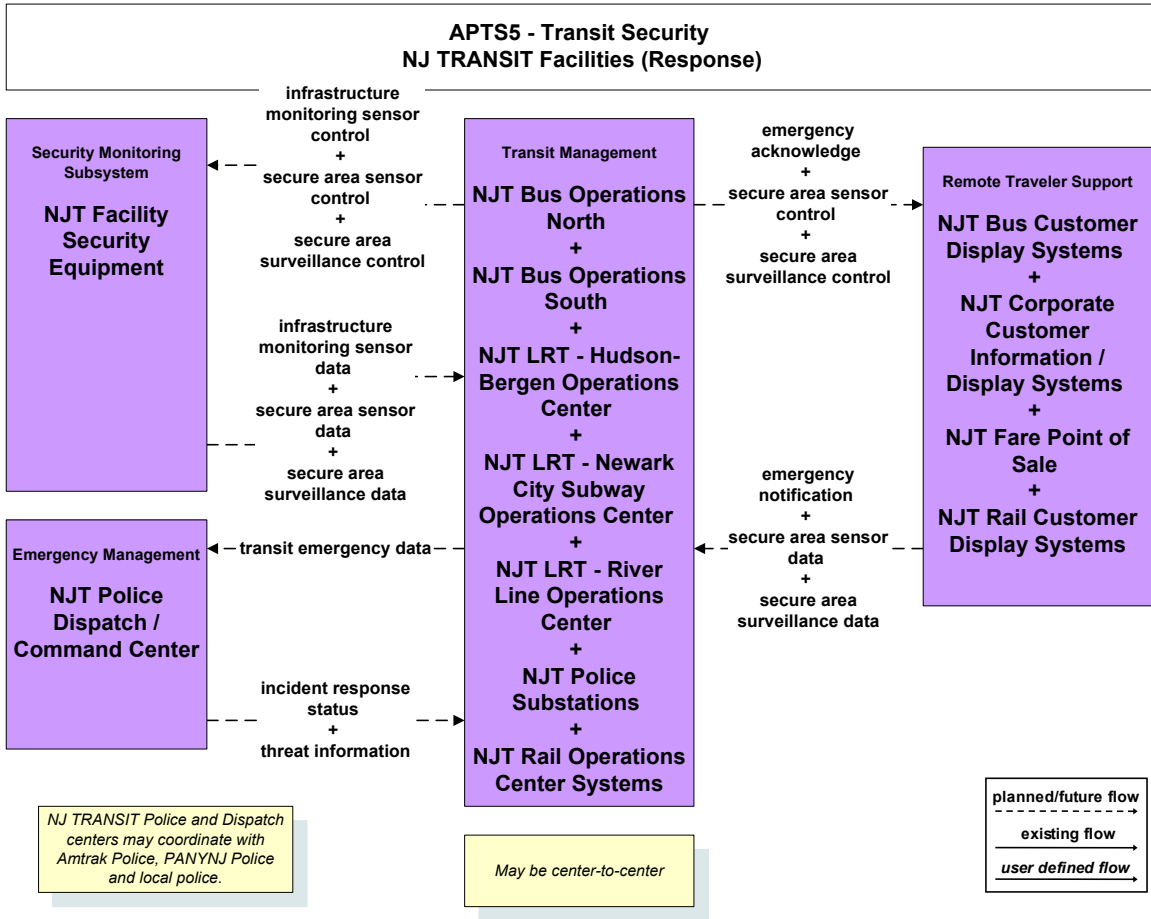 APTS5 - Transit Security
NJ TRANSIT Facilities (Response)
Security Monitoring
Subsystem
NJT Facility
Security
Equipment
infrastructure
monitoring sensor
control
+
secure area sensor
control
+
secure area
surveillance control
infrastructure
monitoring sensor
data
+
secure area sensor
data
+
secure area
surveillance data
Emergency Management
NJT Police
Dispatch /
Command Center
transit emergency data
incident response
status
+
threat information
Transit Management
NJT Bus Operations
North
+
NJT Bus Operations
South
+
NJT LRT - Hudson-
Bergen Operations
Center
+
NJT LRT - Newark
City Subway
Operations Center
+
NJT LRT - River
Line Operations
Center
+
NJT Police
Substations
+
NJT Rail Operations
Center Systems
emergency
acknowledge
+
secure area sensor
control
+
secure area
surveillance control
emergency
notification
+
secure area sensor
data
+
secure area
surveillance data
Remote Traveler Support
NJT Bus Customer
Display Systems
+
NJT Corporate
Customer
Information /
Display Systems
+
NJT Fare Point of
Sale
+
NJT Rail Customer
Display Systems
NJ TRANSIT Police and Dispatch
centers may coordinate with
Amtrak Police, PANYNJ Police
and local police.
May be center-to-center
planned/future flow
existing flow
user defined flow